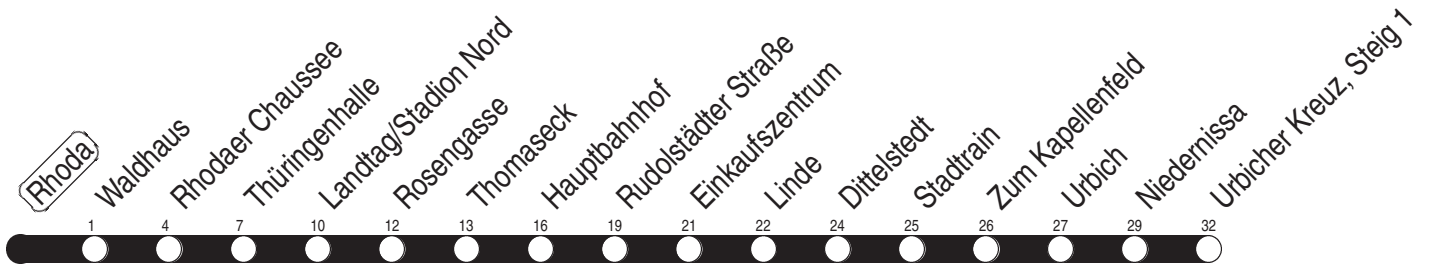 Rhoda
Waldhaus
Rhodaer Chaussee
Thüringenhalle
Landtag/Stadion Nord
Rosengasse
Thomaseck
Hauptbahnhof
Rudolstädter Straße
Einkaufszentrum
Linde
Dittelstedt
Stadtrain
Zum Kapellenfeld
Urbich
Niedernissa
Urbicher Kreuz, Steig 1
1 4 7 10 12 13 16 19 21 22 24 25 26 27 29 32